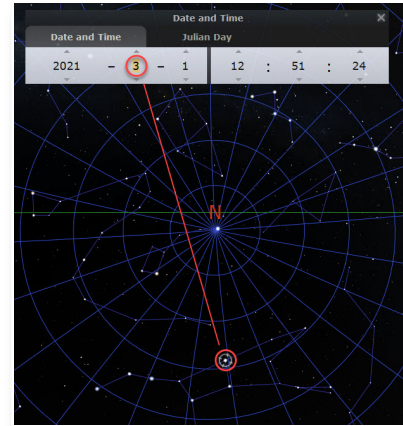 Date and Time
Date and Time Julian Day
2021 - 3 - 1 12 : 51 : 24
N